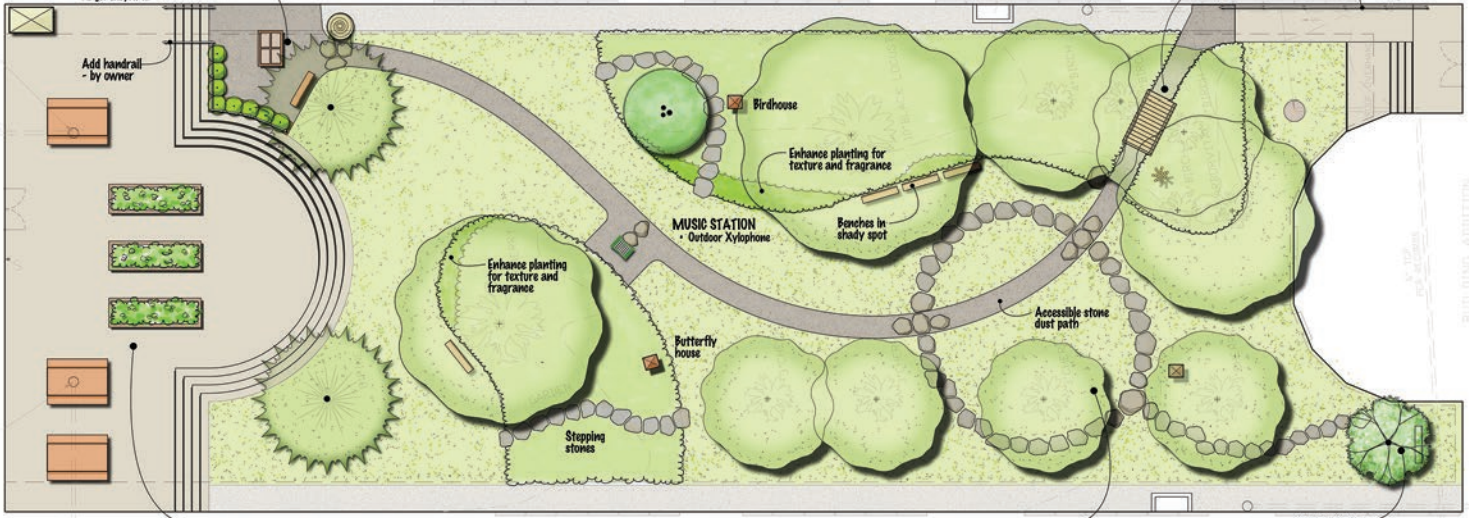 Add handrail
- by owner
Birdhouse
Enhance planting for
texture and fragrance
MUSIC STATION
• Outdoor Xylophone
Benches in
shady spot
Enhance planting
for texture and
fragrance
Accessible stone
dust path
Butterfly
house
Stepping
stones